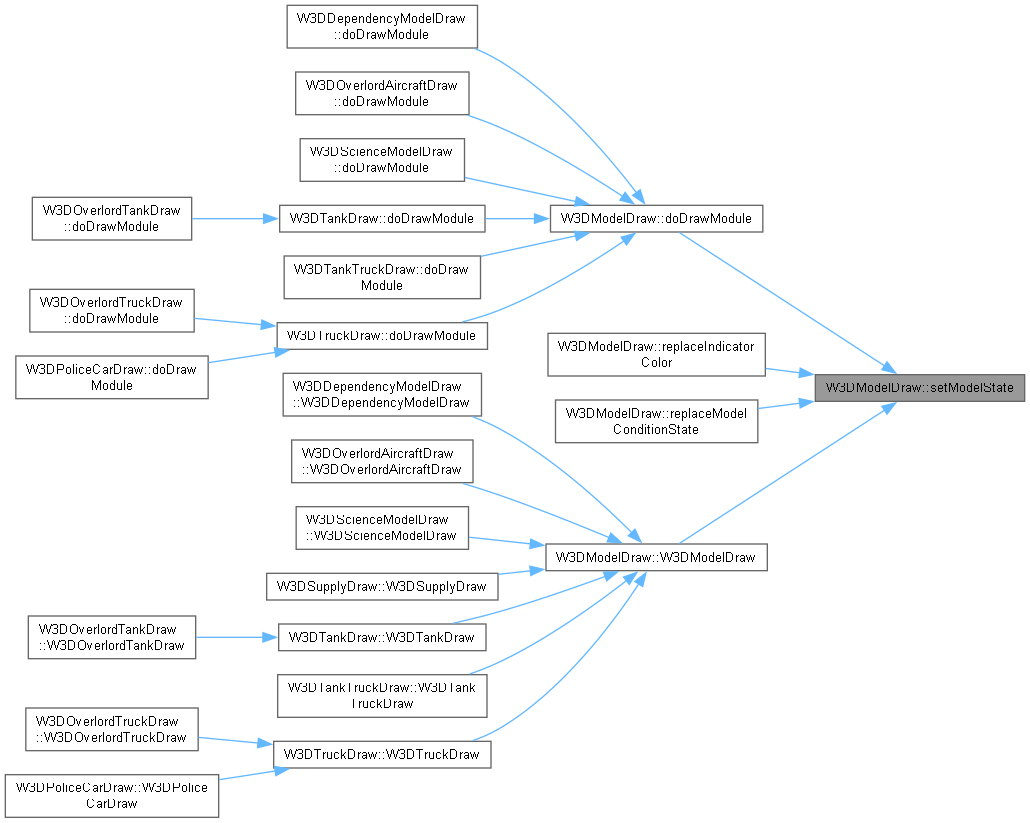 W3DDependencyModelDraw
::doDrawModule
W3DOverlordAircraftDraw
::doDrawModule
W3DScienceModelDraw
::doDrawModule
W3DOverlordTankDraw
::doDrawModule
W3DTankDraw::doDrawModule
W3DModelDraw::doDrawModule
W3DTankTruckDraw::doDraw
Module
W3DOverlordTruckDraw
::doDrawModule
W3DTruckDraw::doDrawModule
W3DPoliceCarDraw::doDraw
Module
W3DModelDraw::replaceIndicator
Color
W3DModelDraw::setModelState
W3DModelDraw::replaceModel
ConditionState
W3DDependencyModelDraw
::W3DDependencyModelDraw
W3DOverlordAircraftDraw
::W3DOverlordAircraftDraw
W3DScienceModelDraw
::W3DScienceModelDraw
W3DModelDraw::W3DModelDraw
W3DSupplyDraw::W3DSupplyDraw
W3DOverlordTankDraw
::W3DOverlordTankDraw
W3DTankDraw::W3DTankDraw
W3DTankTruckDraw::W3DTank
TruckDraw
W3DOverlordTruckDraw
::W3DOverlordTruckDraw
W3DTruckDraw::W3DTruckDraw
W3DPoliceCarDraw::W3DPolice
CarDraw